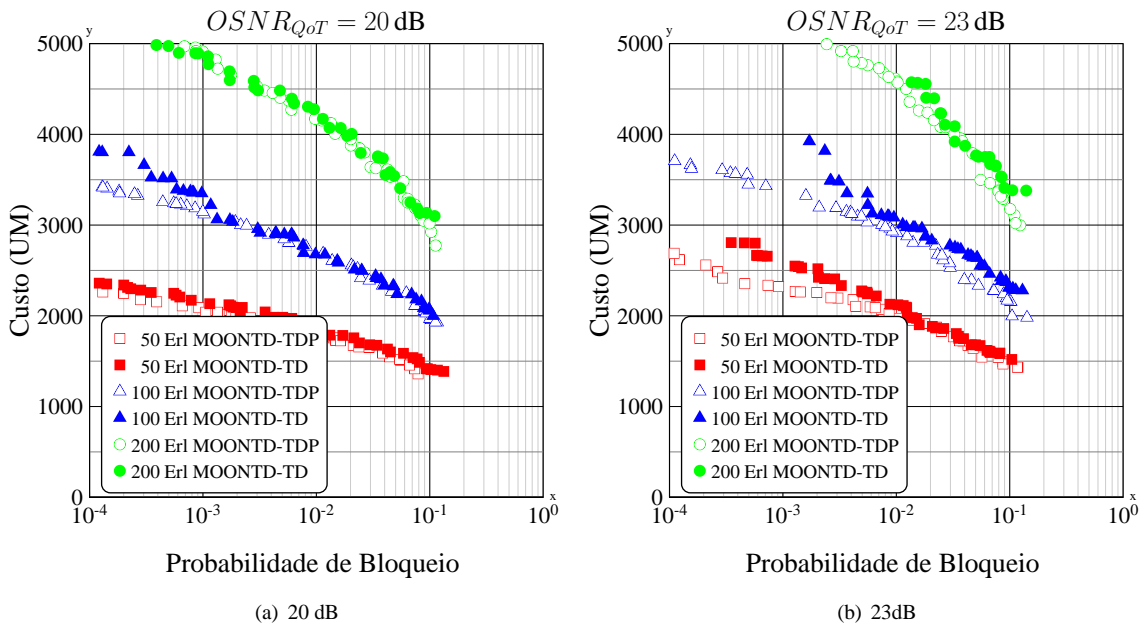 OSNR_QoT = 20 dB
y
5000
4000
3000
2000
1000
0
Custo (UM)
50 Erl MOONTD-TDP
50 Erl MOONTD-TD
100 Erl MOONTD-TDP
100 Erl MOONTD-TD
200 Erl MOONTD-TDP
200 Erl MOONTD-TD
x
10^-4 10^-3 10^-2 10^-1 10^0
Probabilidade de Bloqueio
(a) 20 dB
OSNR_QoT = 23 dB
y
5000
4000
3000
2000
1000
0
Custo (UM)
50 Erl MOONTD-TDP
50 Erl MOONTD-TD
100 Erl MOONTD-TDP
100 Erl MOONTD-TD
200 Erl MOONTD-TDP
200 Erl MOONTD-TD
x
10^-4 10^-3 10^-2 10^-1 10^0
Probabilidade de Bloqueio
(b) 23dB